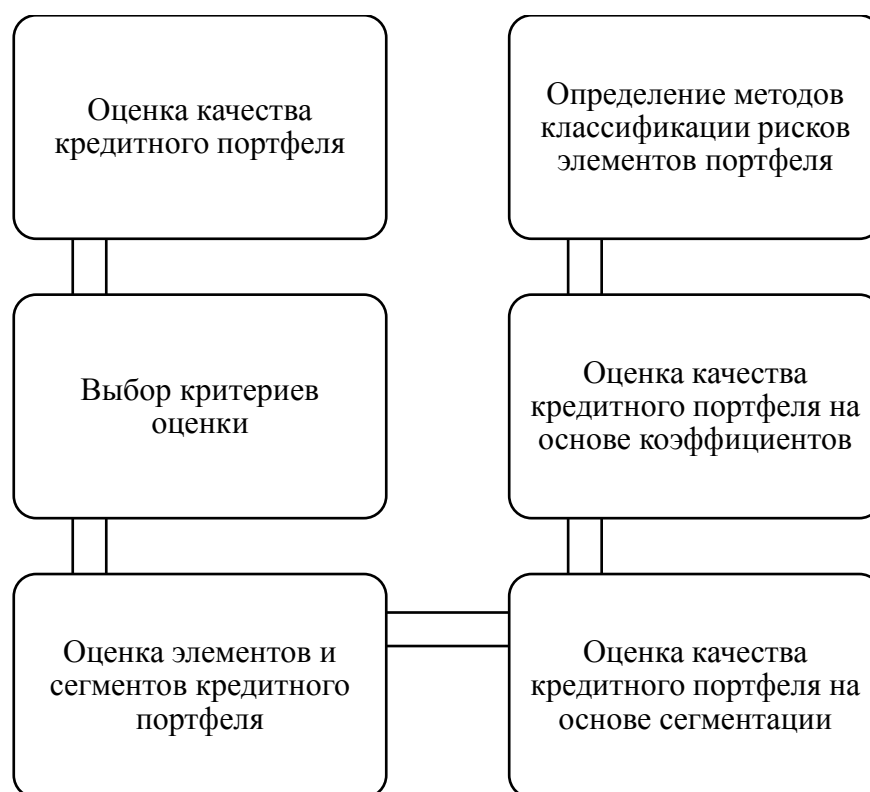 Оценка качества
кредитного портфеля
Выбор критериев
оценки
Оценка элементов и
сегментов кредитного
портфеля
Оценка качества
кредитного портфеля на
основе сегментации
Оценка качества
кредитного портфеля на
основе коэффициентов
Определение методов
классификации рисков
элементов портфеля